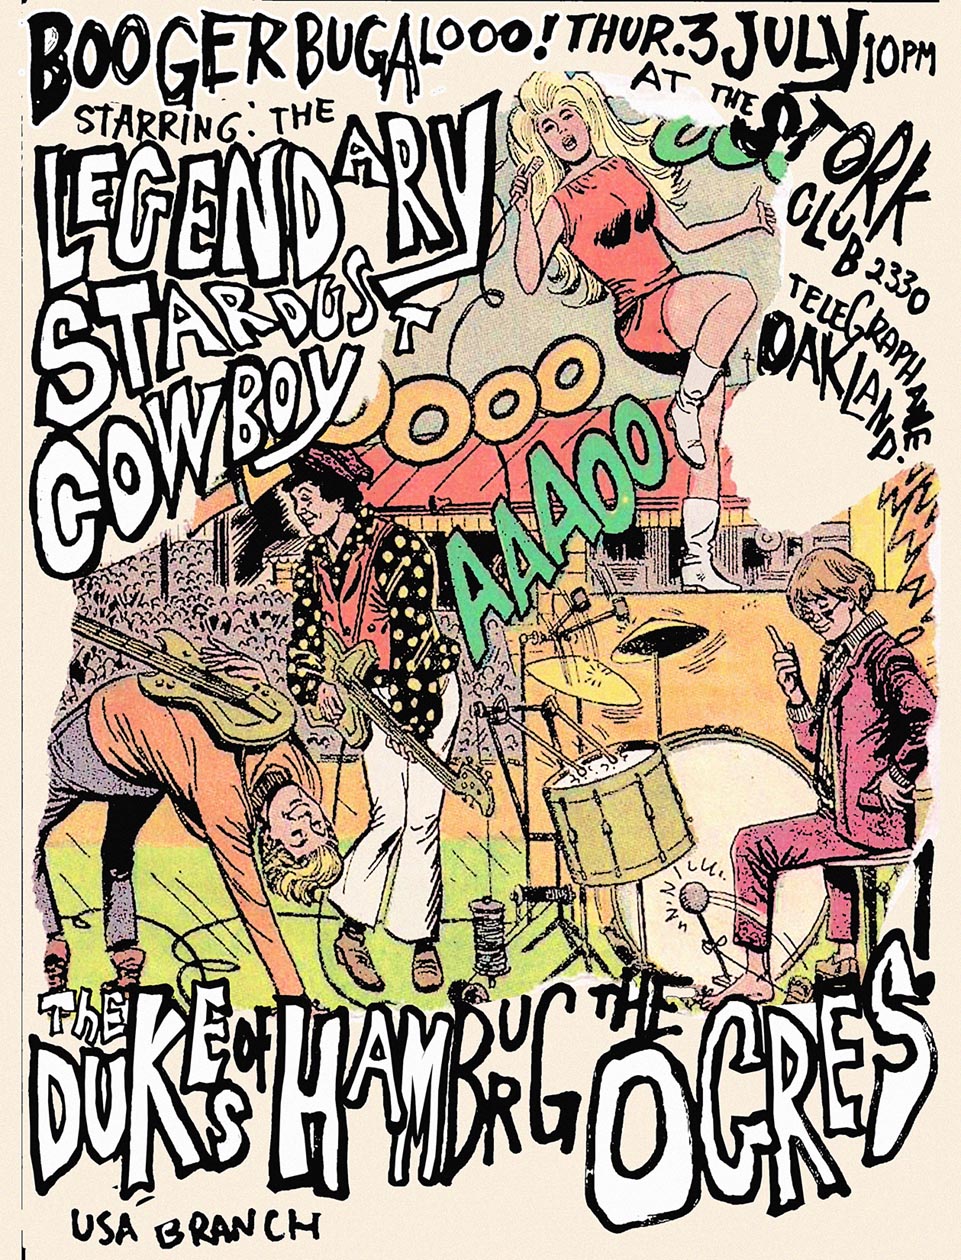 BOOGER BUGALOOO! THUR. 3 JULY 10PM
AT THE
STORK
CLUB 2330
TELEGRAPH AVE.
OAKLAND.
STARRING: THE
LEGENDARY
STARDUST
COWBOY
OOO
OOOO
AAAOO
THE
DUKES OF HAMBURG
THE
OGRES!
USA BRANCH